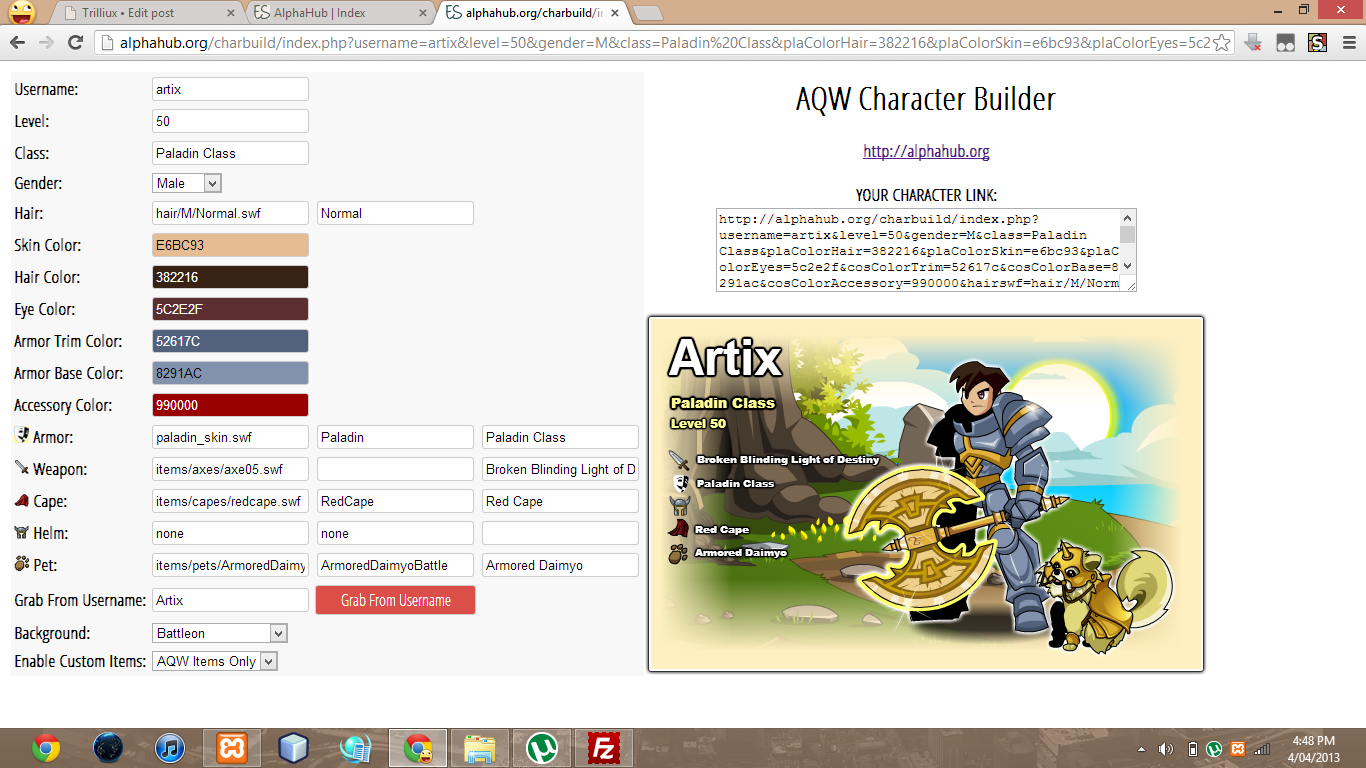 Trilliux • Edit post
AlphaHub | Index
alphahub.org/charbuild/i
alphahub.org/charbuild/index.php?username=artix&level=50&gender=M&class=Paladin%20Class&plaColorHair=382216&plaColorSkin=e6bc93&plaColorEyes=5c2
Username: artix
Level: 50
Class: Paladin Class
Gender: Male
Hair: hair/M/Normal.swf Normal
Skin Color: E6BC93
Hair Color: 382216
Eye Color: 5C2E2F
Armor Trim Color: 52617C
Armor Base Color: 8291AC
Accessory Color: 990000
Armor: paladin_skin.swf Paladin Paladin Class
Weapon: items/axes/axe05.swf Broken Blinding Light of D
Cape: items/capes/redcape.swf RedCape Red Cape
Helm: none none
Pet: items/pets/ArmoredDaimy ArmoredDaimyoBattle Armored Daimyo
Grab From Username: Artix Grab From Username
Background: Battleon
Enable Custom Items: AQW Items Only
AQW Character Builder
http://alphahub.org
YOUR CHARACTER LINK:
http://alphahub.org/charbuild/index.php?
username=artix&level=50&gender=M&class=Paladin
Class&plaColorHair=382216&plaColorSkin=e6bc93&plaC
olorEyes=5c2e2f&cosColorTrim=52617c&cosColorBase=8
291ac&cosColorAccessory=990000&hairswf=hair/M/Norm
Artix
Paladin Class
Level 50
Broken Blinding Light of Destiny
Paladin Class
Red Cape
Armored Daimyo
4:48 PM
4/04/2013